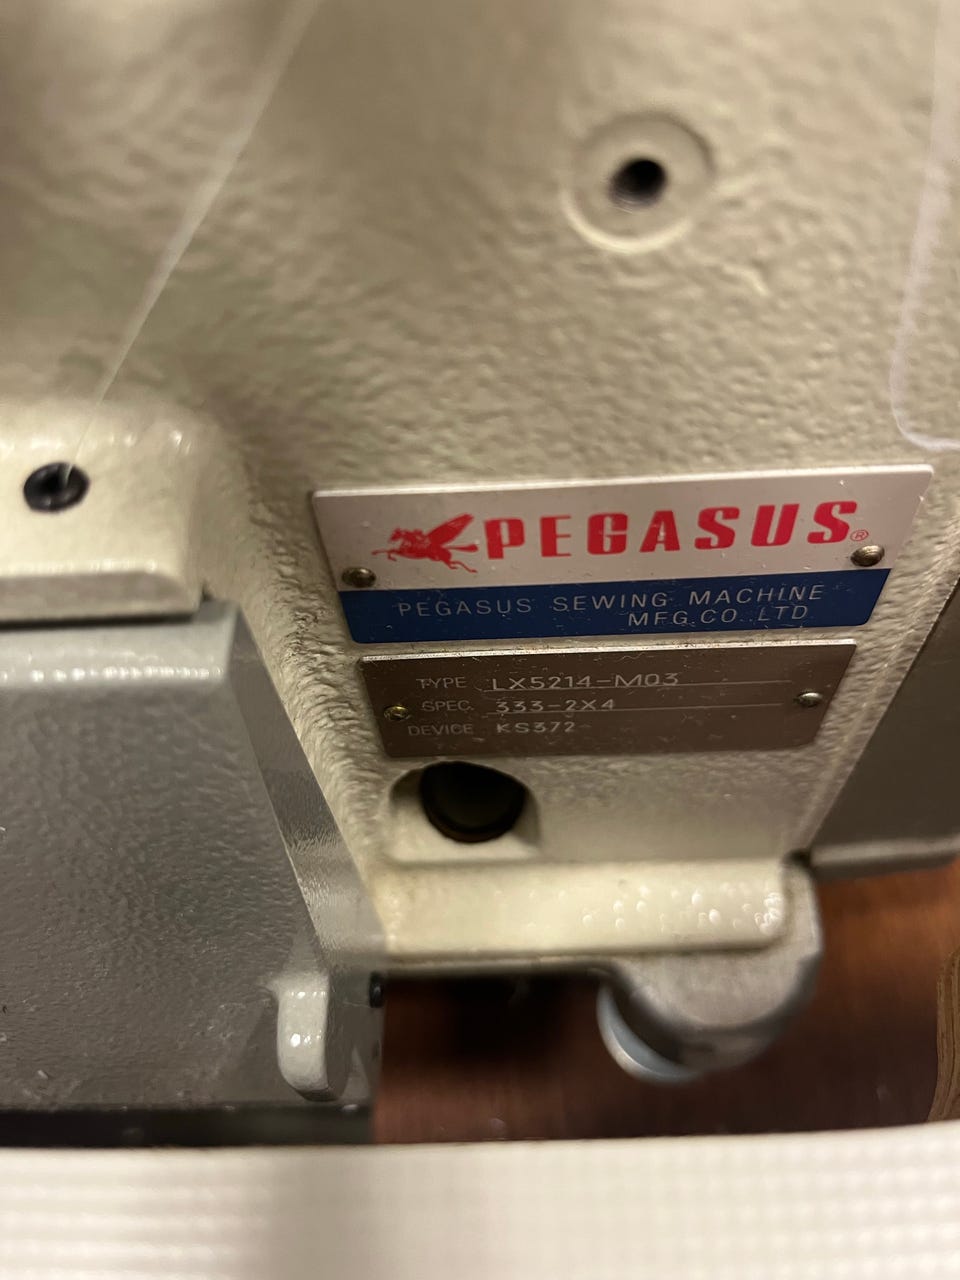 PEGASUS®
PEGASUS SEWING MACHINE
MFG.CO.LTD
TYPE LX5214-M03
SPEC. 333-2X4
DEVICE KS372